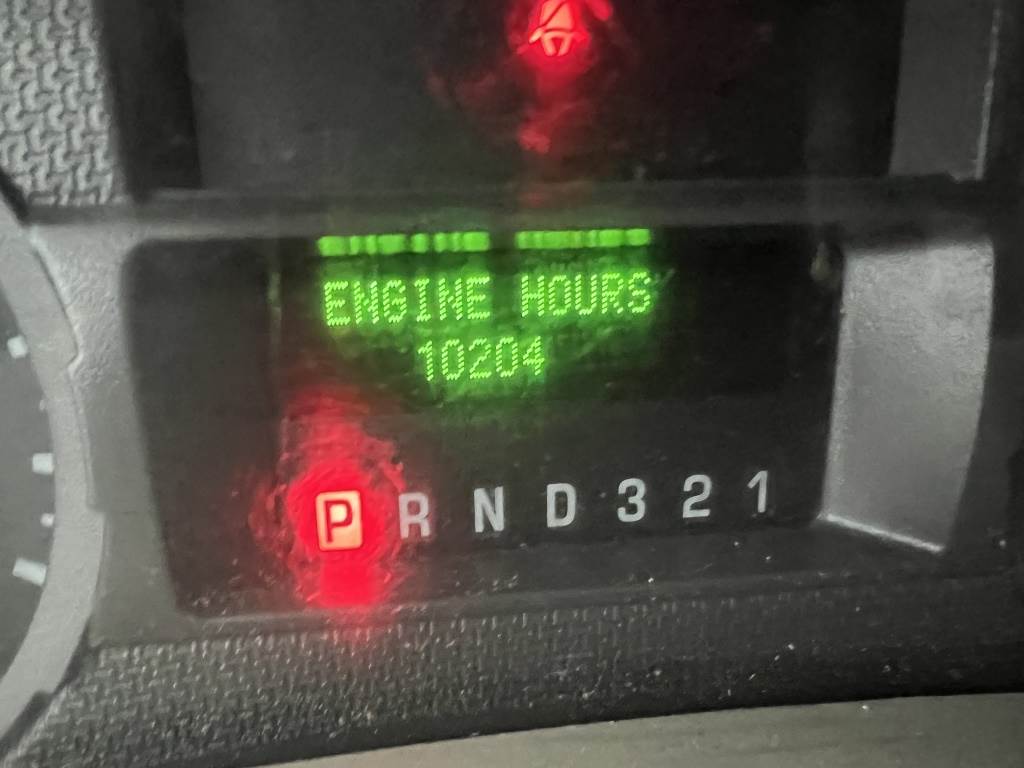 ENGINE HOURS
10204
P R N D 3 2 1